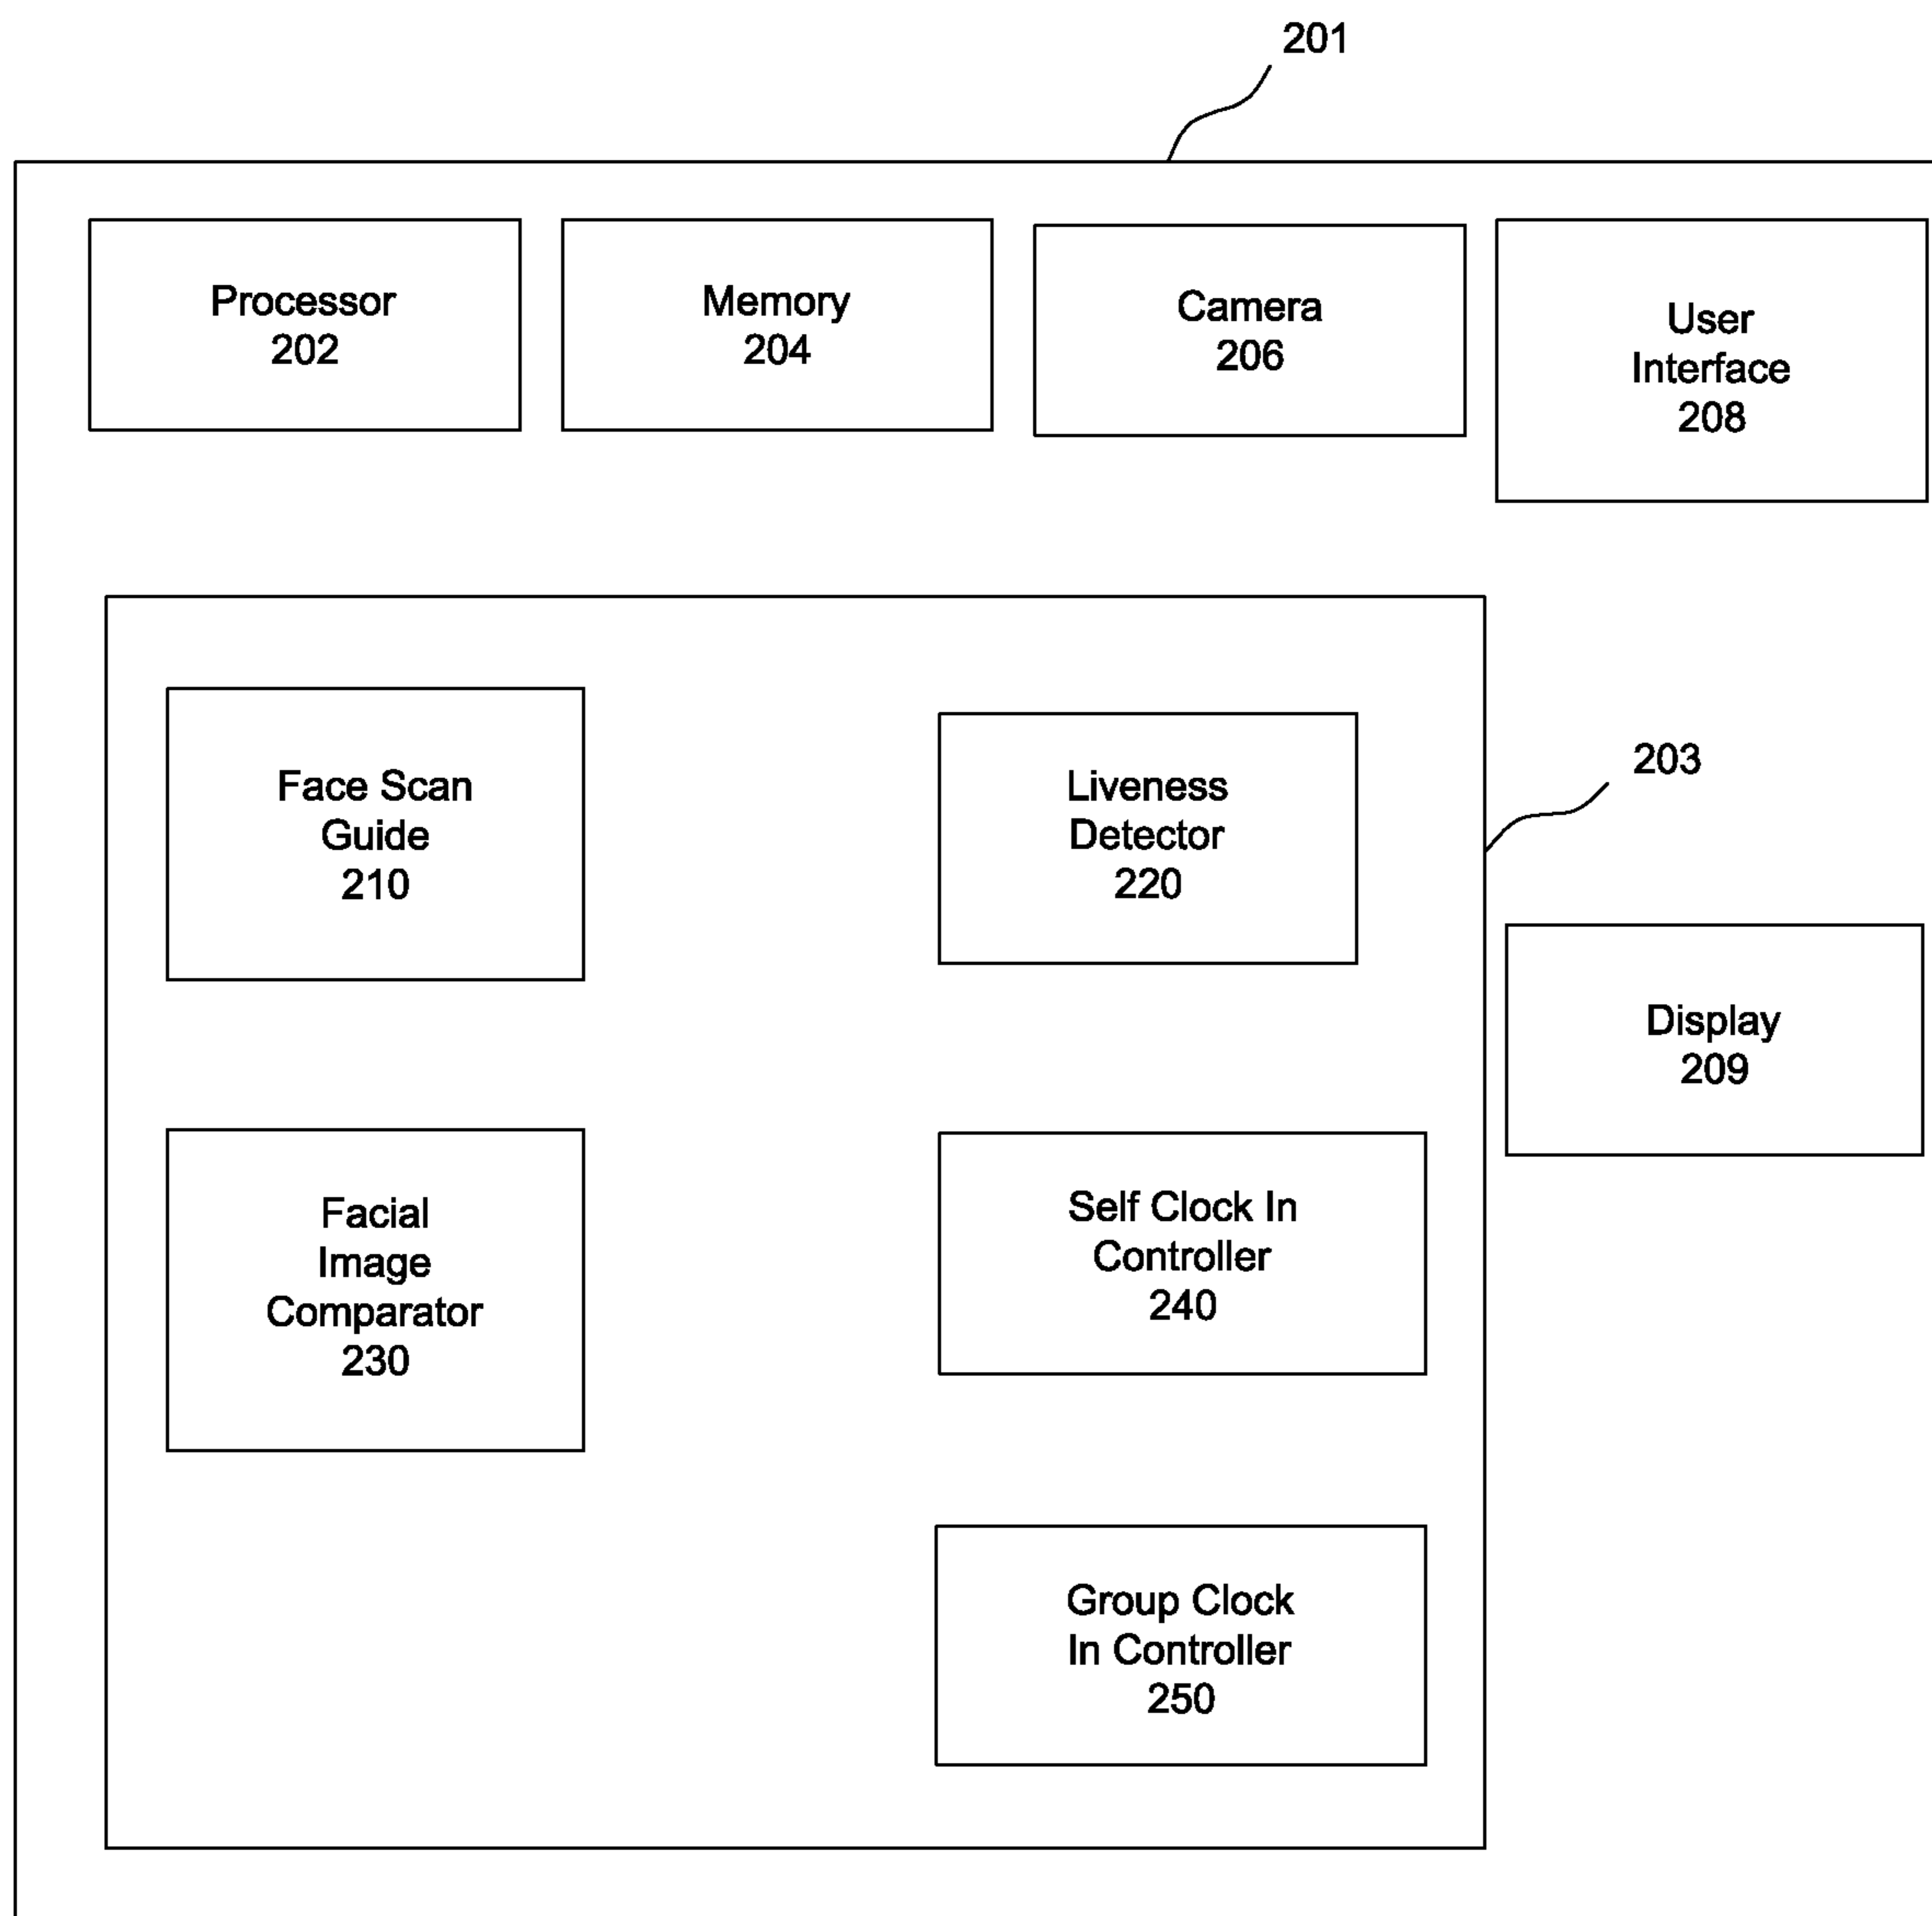 201
Processor
202
Memory
204
Camera
206
User
Interface
208
Face Scan
Guide
210
Liveness
Detector
220
203
Display
209
Facial
Image
Comparator
230
Self Clock In
Controller
240
Group Clock
In Controller
250